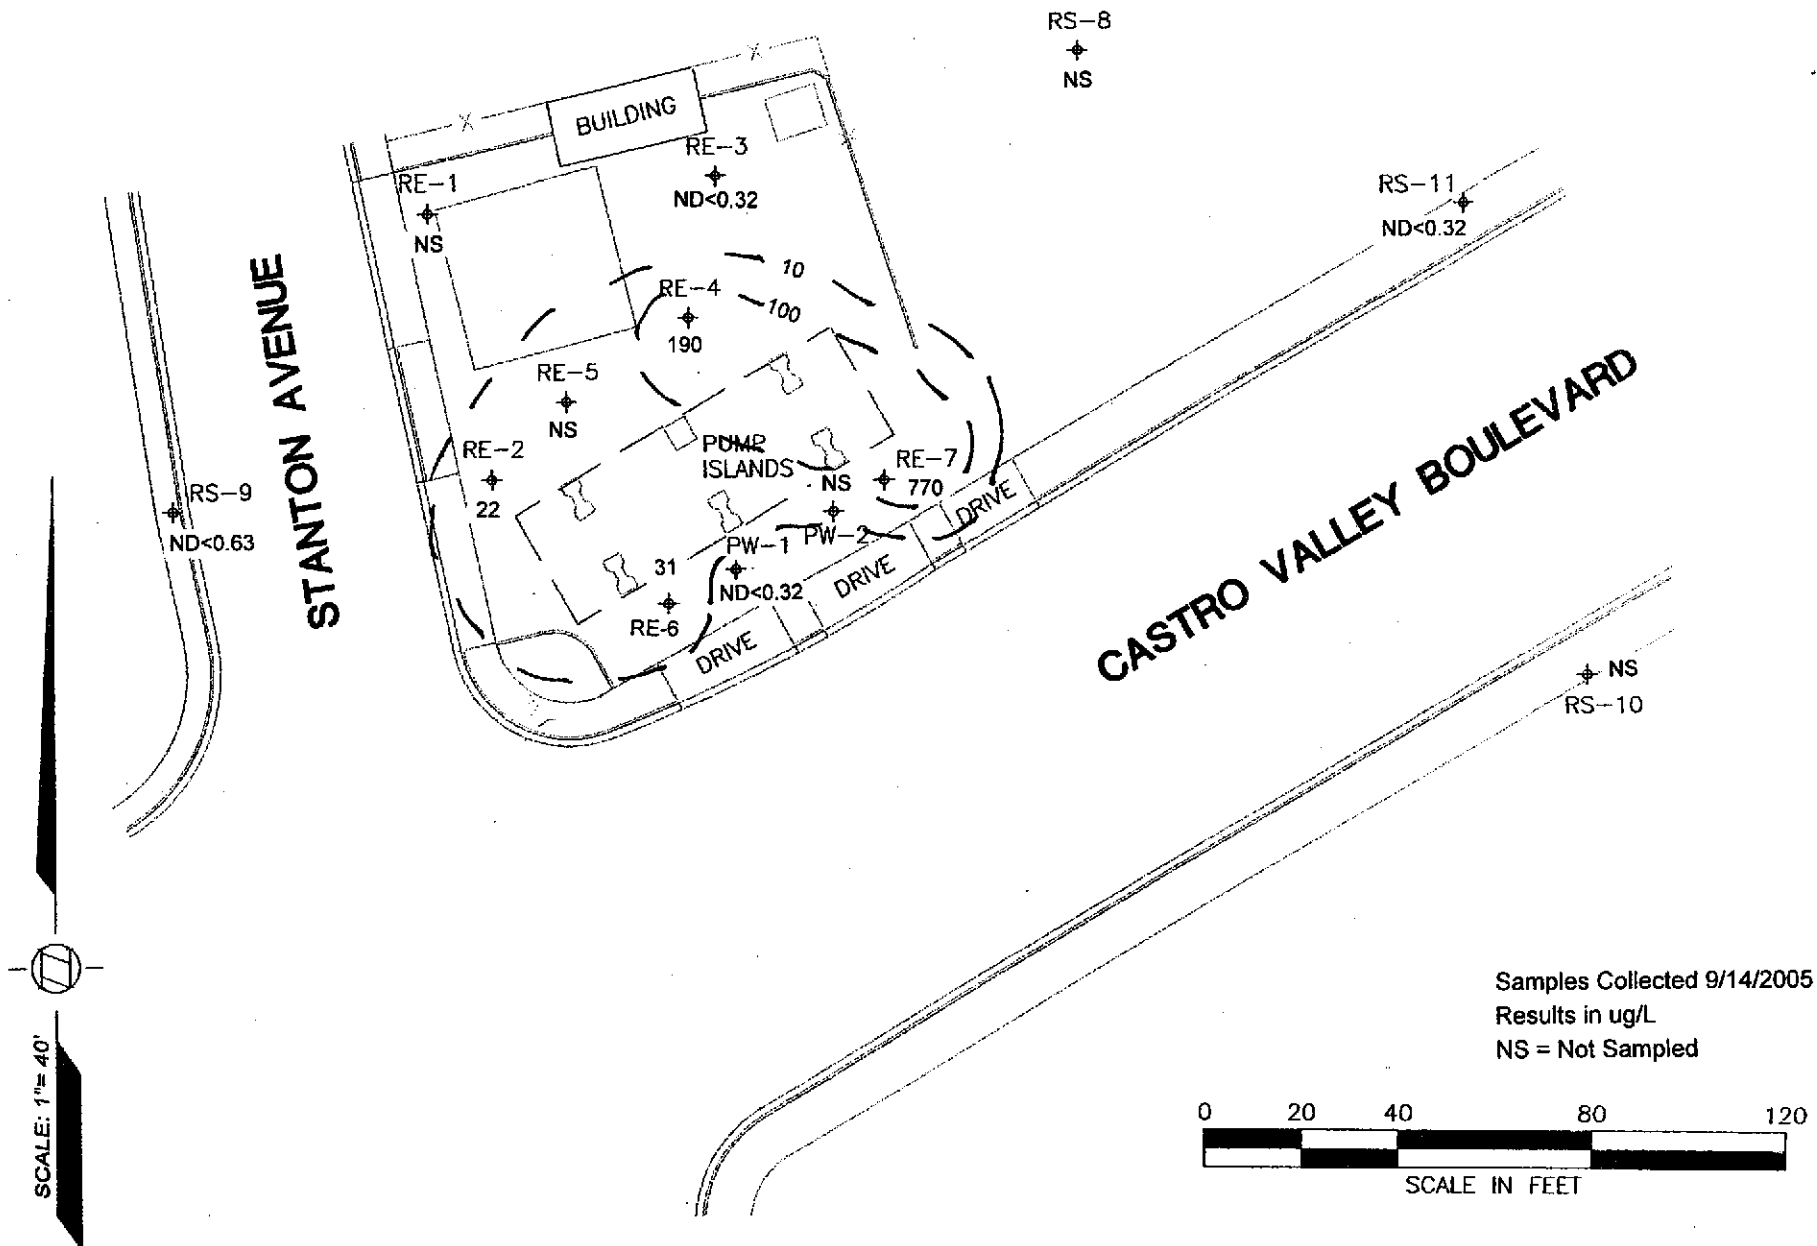 RS-8
NS
BUILDING
RE-3
ND<0.32
RE-1
NS
RS-11
ND<0.32
10
RE-4
100
190
RE-5
NS
PUMP
ISLANDS
RE-2
22
RE-7
770
NS
PW-2
RS-9
ND<0.63
STANTON AVENUE
DRIVE
PW-1
ND<0.32
31
RE-6
DRIVE
DRIVE
CASTRO VALLEY BOULEVARD
NS
RS-10
SCALE: 1"= 40'
Samples Collected 9/14/2005
Results in ug/L
NS = Not Sampled
0 20 40 80 120
SCALE IN FEET